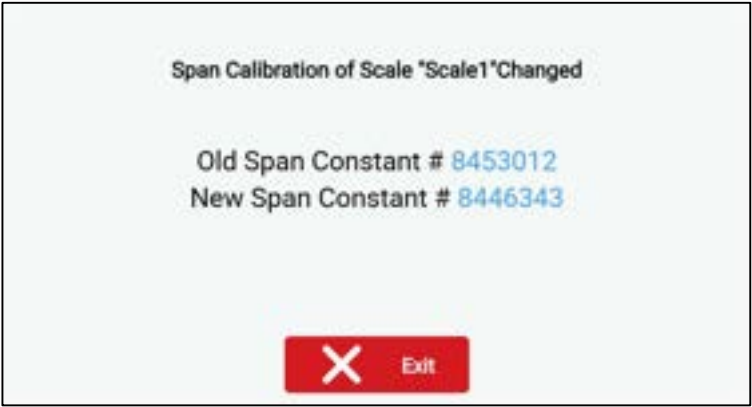 Span Calibration of Scale "Scale1"Changed
Old Span Constant # 8453012
New Span Constant # 8446343
Exit